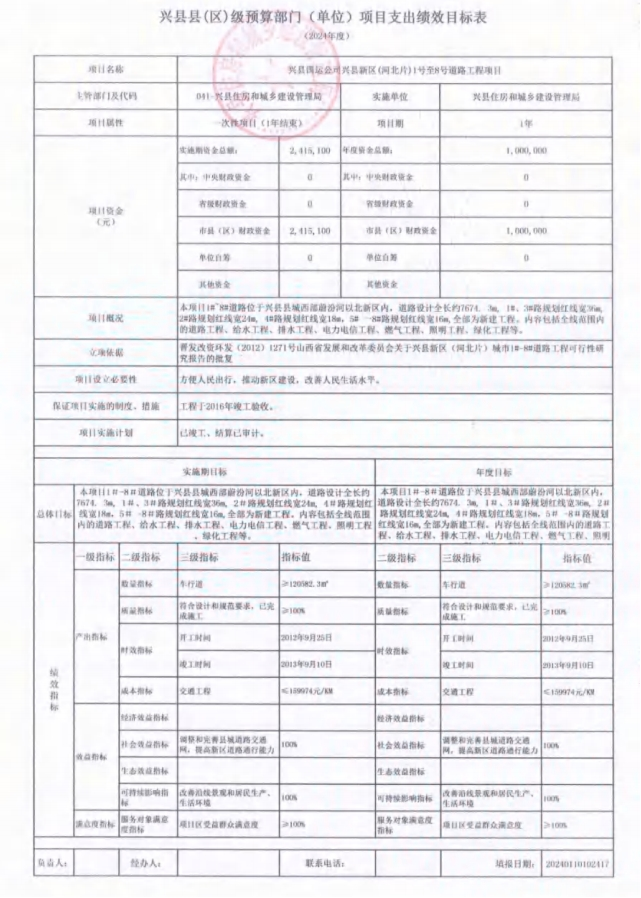 兴县县(区)级预算部门（单位）项目支出绩效目标表
（2024年度）
项目名称 兴县西运公司兴县新区(河北片)1号至8号道路工程项目
主管部门及代码 041-兴县住房和城乡建设管理局 实施单位 兴县住房和城乡建设管理局
项目属性 一次性项目（1年结束） 项目期 1年
项目资金（元） 实施期资金总额： 2,415,100 年度资金总额： 1,000,000
其中：中央财政资金 0 其中：中央财政资金 0
省级财政资金 0 省级财政资金 0
市县（区）财政资金 2,415,100 市县（区）财政资金 1,000,000
单位自筹 0 单位自筹 0
其他资金 其他资金
项目概况 本项目1#~8#道路位于兴县县城西部蔚汾河以北新区内，道路设计全长约7674.3m，1#、3#路规划红线宽36m，
2#路规划红线宽24m，4#路规划红线宽18m，5#—8#路规划红线宽16m,全部为新建工程。内容包括全线范围内
的道路工程、给水工程、排水工程、电力电信工程、燃气工程、照明工程、绿化工程等。
立项依据 晋发改资环发（2012）1271号山西省发展和改革委员会关于兴县新区（河北片）城市1#-8#道路工程可行性研
究报告的批复
项目设立必要性 方便人民出行，推动新区建设，改善人民生活水平。
保证项目实施的制度、措施 工程于2016年竣工验收。
项目实施计划 已竣工、结算已审计。
实施期目标 年度目标
总体目标 本项目1#-8#道路位于兴县县城西部蔚汾河以北新区内，道路设计全长约
7674.3m，1#、3#路规划红线宽36m，2#路规划红线宽24m，4#路规划红
线宽18m，5#-8#路规划红线宽16m,全部为新建工程。内容包括全线范围
内的道路工程、给水工程、排水工程、电力电信工程、燃气工程、照明工程
、绿化工程等。
本项目1#-8#道路位于兴县县城西部蔚汾河以北新区内，
道路设计全长约7674.3m，1#、3#路规划红线宽36m，2#
路规划红线宽24m，4#路规划红线宽18m，5#-8#路规划红
线宽16m,全部为新建工程。内容包括全线范围内的道路工
程、给水工程、排水工程、电力电信工程、燃气工程、照明
绩效指标 一级指标 二级指标 三级指标 指标值 二级指标 三级指标 指标值
产出指标 数量指标 车行道 ≥120582.3㎡ 数量指标 车行道 ≥120582.3㎡
质量指标 符合设计和规范要求，已完成施工 ≥100% 质量指标 符合设计和规范要求，已完成施工 ≥100%
时效指标 开工时间 2012年9月25日 时效指标 开工时间 2012年9月25日
竣工时间 2013年9月10日 竣工时间 2013年9月10日
成本指标 交通工程 ≤159974元/KM 成本指标 交通工程 ≤159974元/KM
效益指标 经济效益指标 经济效益指标
社会效益指标 调整和完善县城道路交通网，提高新区道路通行能力 100% 社会效益指标 调整和完善县城道路交通网，提高新区道路通行能力 100%
生态效益指标 生态效益指标
可持续影响指标 改善沿线景观和居民生产、生活环境 100% 可持续影响指标 改善沿线景观和居民生产、生活环境 100%
满意度指标 服务对象满意度指标 项目区受益群众满意度 ≥100% 服务对象满意度指标 项目区受益群众满意度 ≥100%
负责人： 经办人： 联系电话： 填报日期： 20240110102417